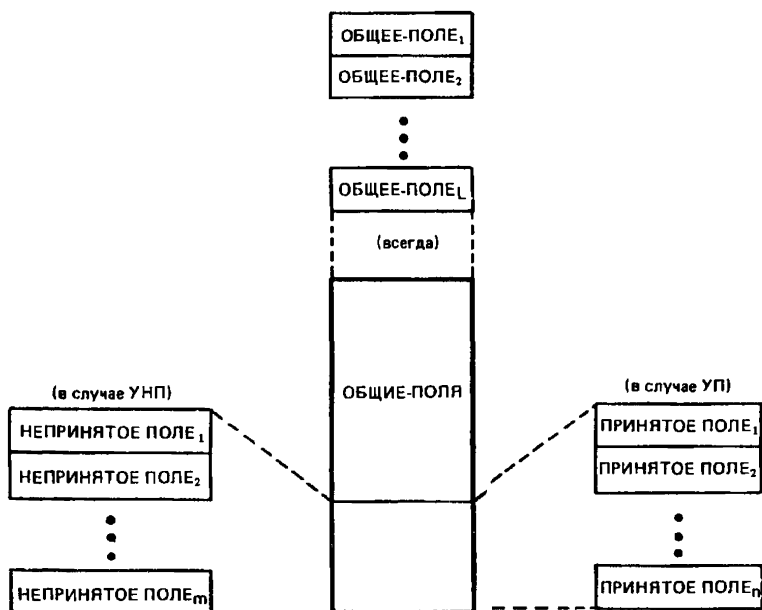 ОБЩЕЕ-ПОЛЕ₁
ОБЩЕЕ-ПОЛЕ₂
ОБЩЕЕ-ПОЛЕL
(всегда)
ОБЩИЕ-ПОЛЯ
(в случае УНП)
НЕПРИНЯТОЕ ПОЛЕ₁
НЕПРИНЯТОЕ ПОЛЕ₂
НЕПРИНЯТОЕ ПОЛЕm
(в случае УП)
ПРИНЯТОЕ ПОЛЕ₁
ПРИНЯТОЕ ПОЛЕ₂
ПРИНЯТОЕ ПОЛЕn